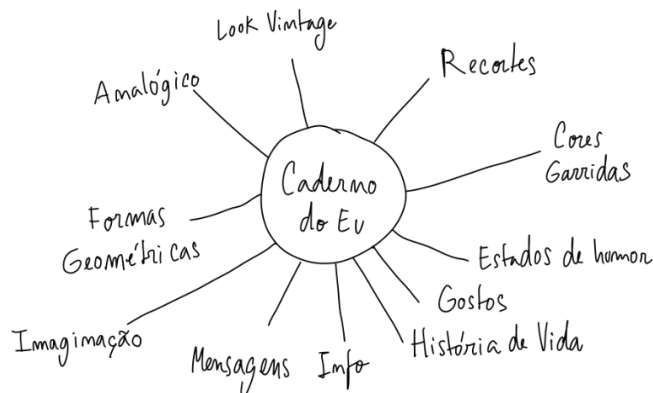 Look Vintage
Analógico
Recortes
Cores
Garridas
Caderno
do Eu
Formas
Geométricas
Estados de humor
Gostos
Imaginação
História de Vida
Mensagens
Info